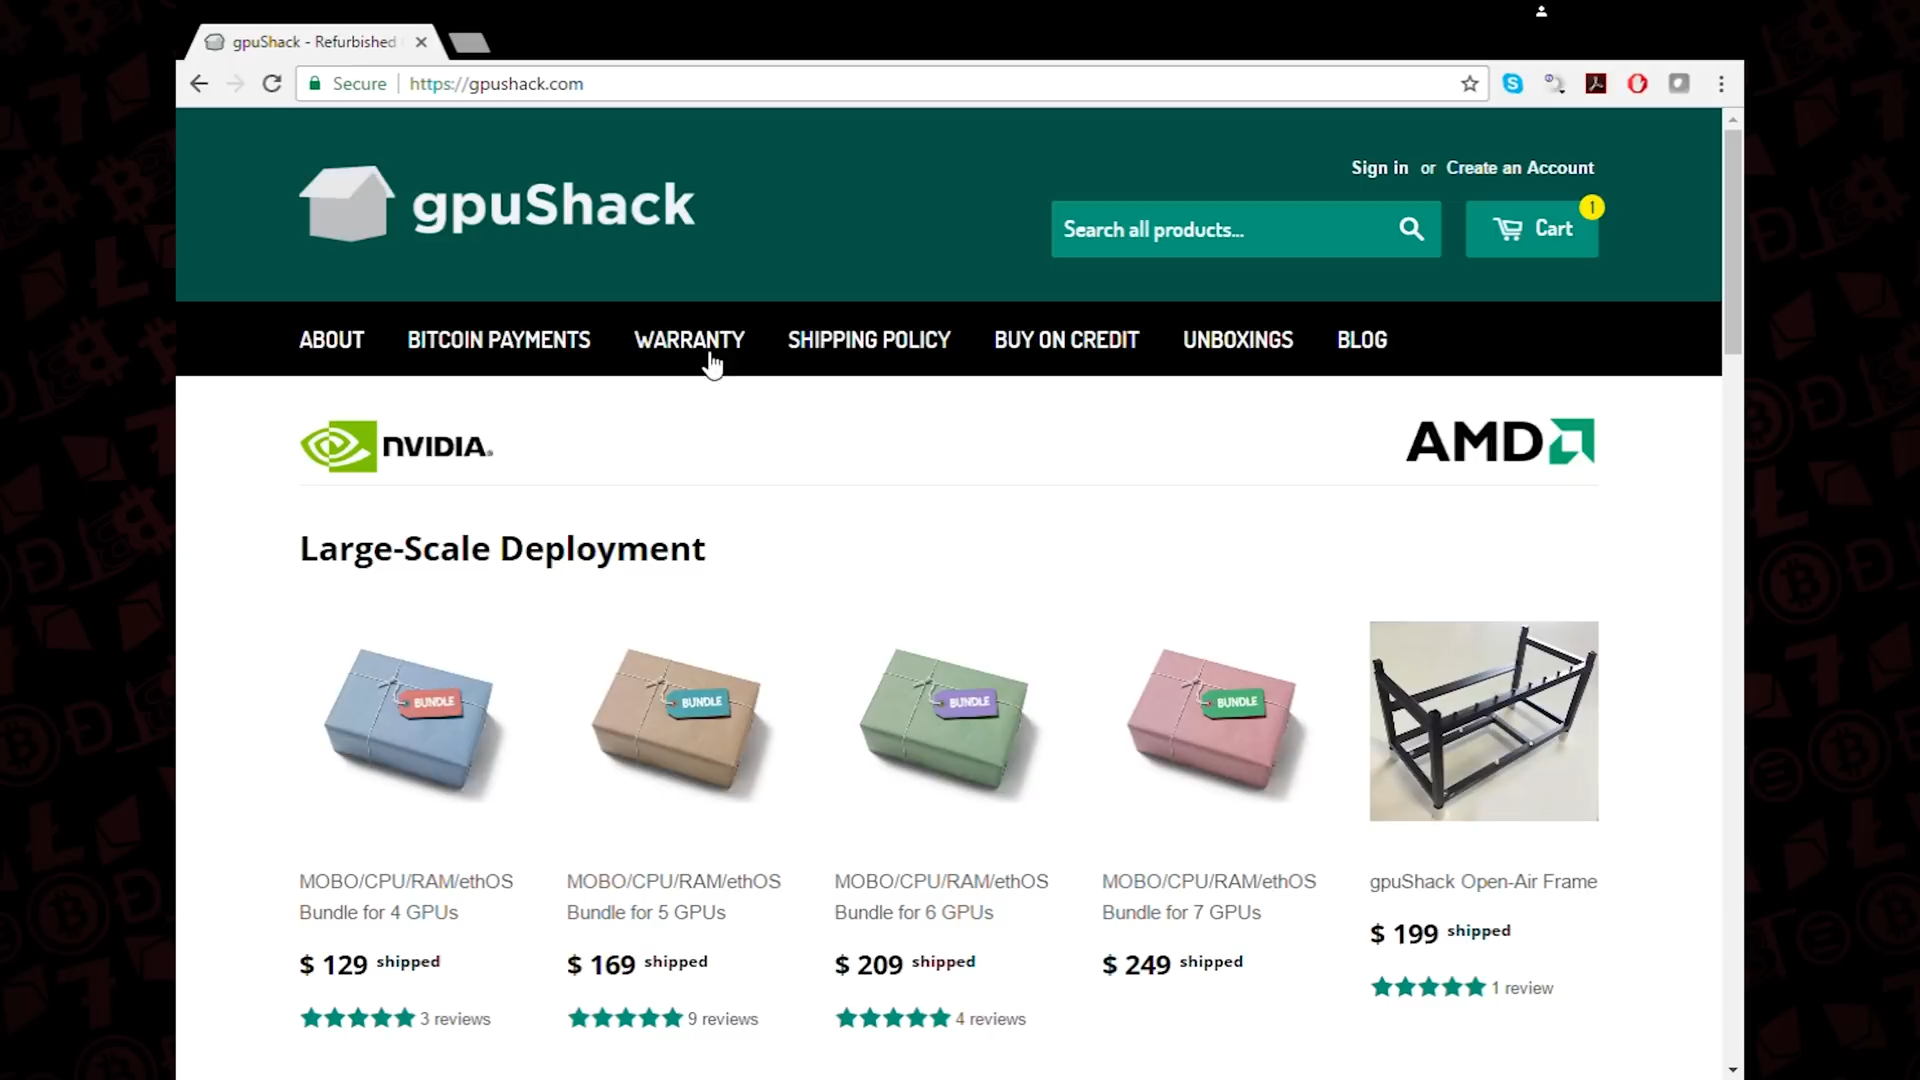 gpuShack - Refurbished
Secure https://gpushack.com
Sign in or Create an Account
gpuShack
Search all products...
Cart
1
ABOUT BITCOIN PAYMENTS WARRANTY SHIPPING POLICY BUY ON CREDIT UNBOXINGS BLOG
NVIDIA.
AMD
Large-Scale Deployment
BUNDLE
BUNDLE
BUNDLE
BUNDLE
MOBO/CPU/RAM/ethOS
Bundle for 4 GPUs
$ 129 shipped
3 reviews
MOBO/CPU/RAM/ethOS
Bundle for 5 GPUs
$ 169 shipped
9 reviews
MOBO/CPU/RAM/ethOS
Bundle for 6 GPUs
$ 209 shipped
4 reviews
MOBO/CPU/RAM/ethOS
Bundle for 7 GPUs
$ 249 shipped
gpuShack Open-Air Frame
$ 199 shipped
1 review